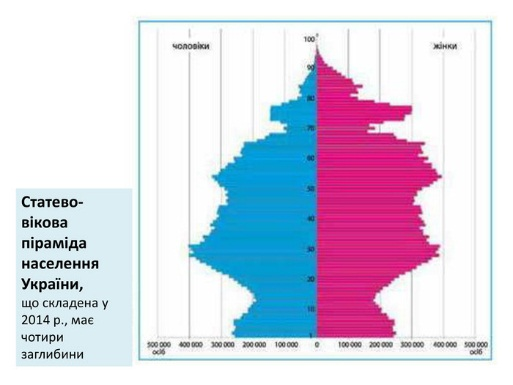 Статево-
вікова
піраміда
населення
України,
що складена у
2014 р., має
чотири
заглибини
чоловіки
жінки
100
90
80
70
60
50
40
30
20
10
1
500 000 400 000 300 000 200 000 100 000 0 100 000 200 000 300 000 400 000 500 000
осіб осіб